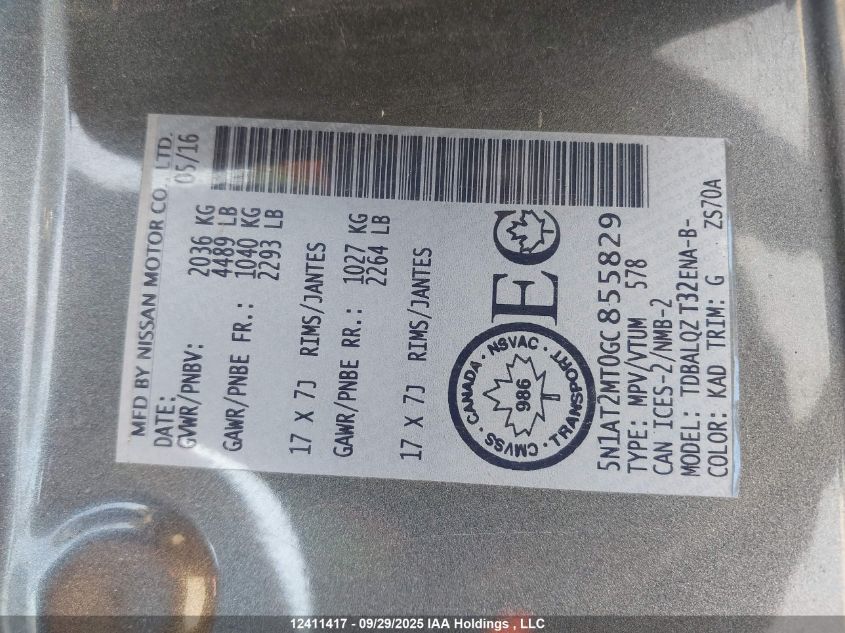 MFD BY NISSAN MOTOR CO., LTD.
DATE: 05/16
GVWR/PNBV: 2036 KG
4489 LB
GAWR/PNBE FR.: 1040 KG
2293 LB
17 X 7J RIMS/JANTES
GAWR/PNBE RR.: 1027 KG
2264 LB
17 X 7J RIMS/JANTES
CANADA · NSVAC · TRANSPORT · CMVSS ·
986
EC
5N1AT2MT0GC855829
TYPE: MPV/VTUM 578
CAN ICES-2/NMB-2
MODEL: TDBALQZ T32ENA-B-
COLOR: KAD TRIM: G ZS70A
12411417 - 09/29/2025 IAA Holdings , LLC